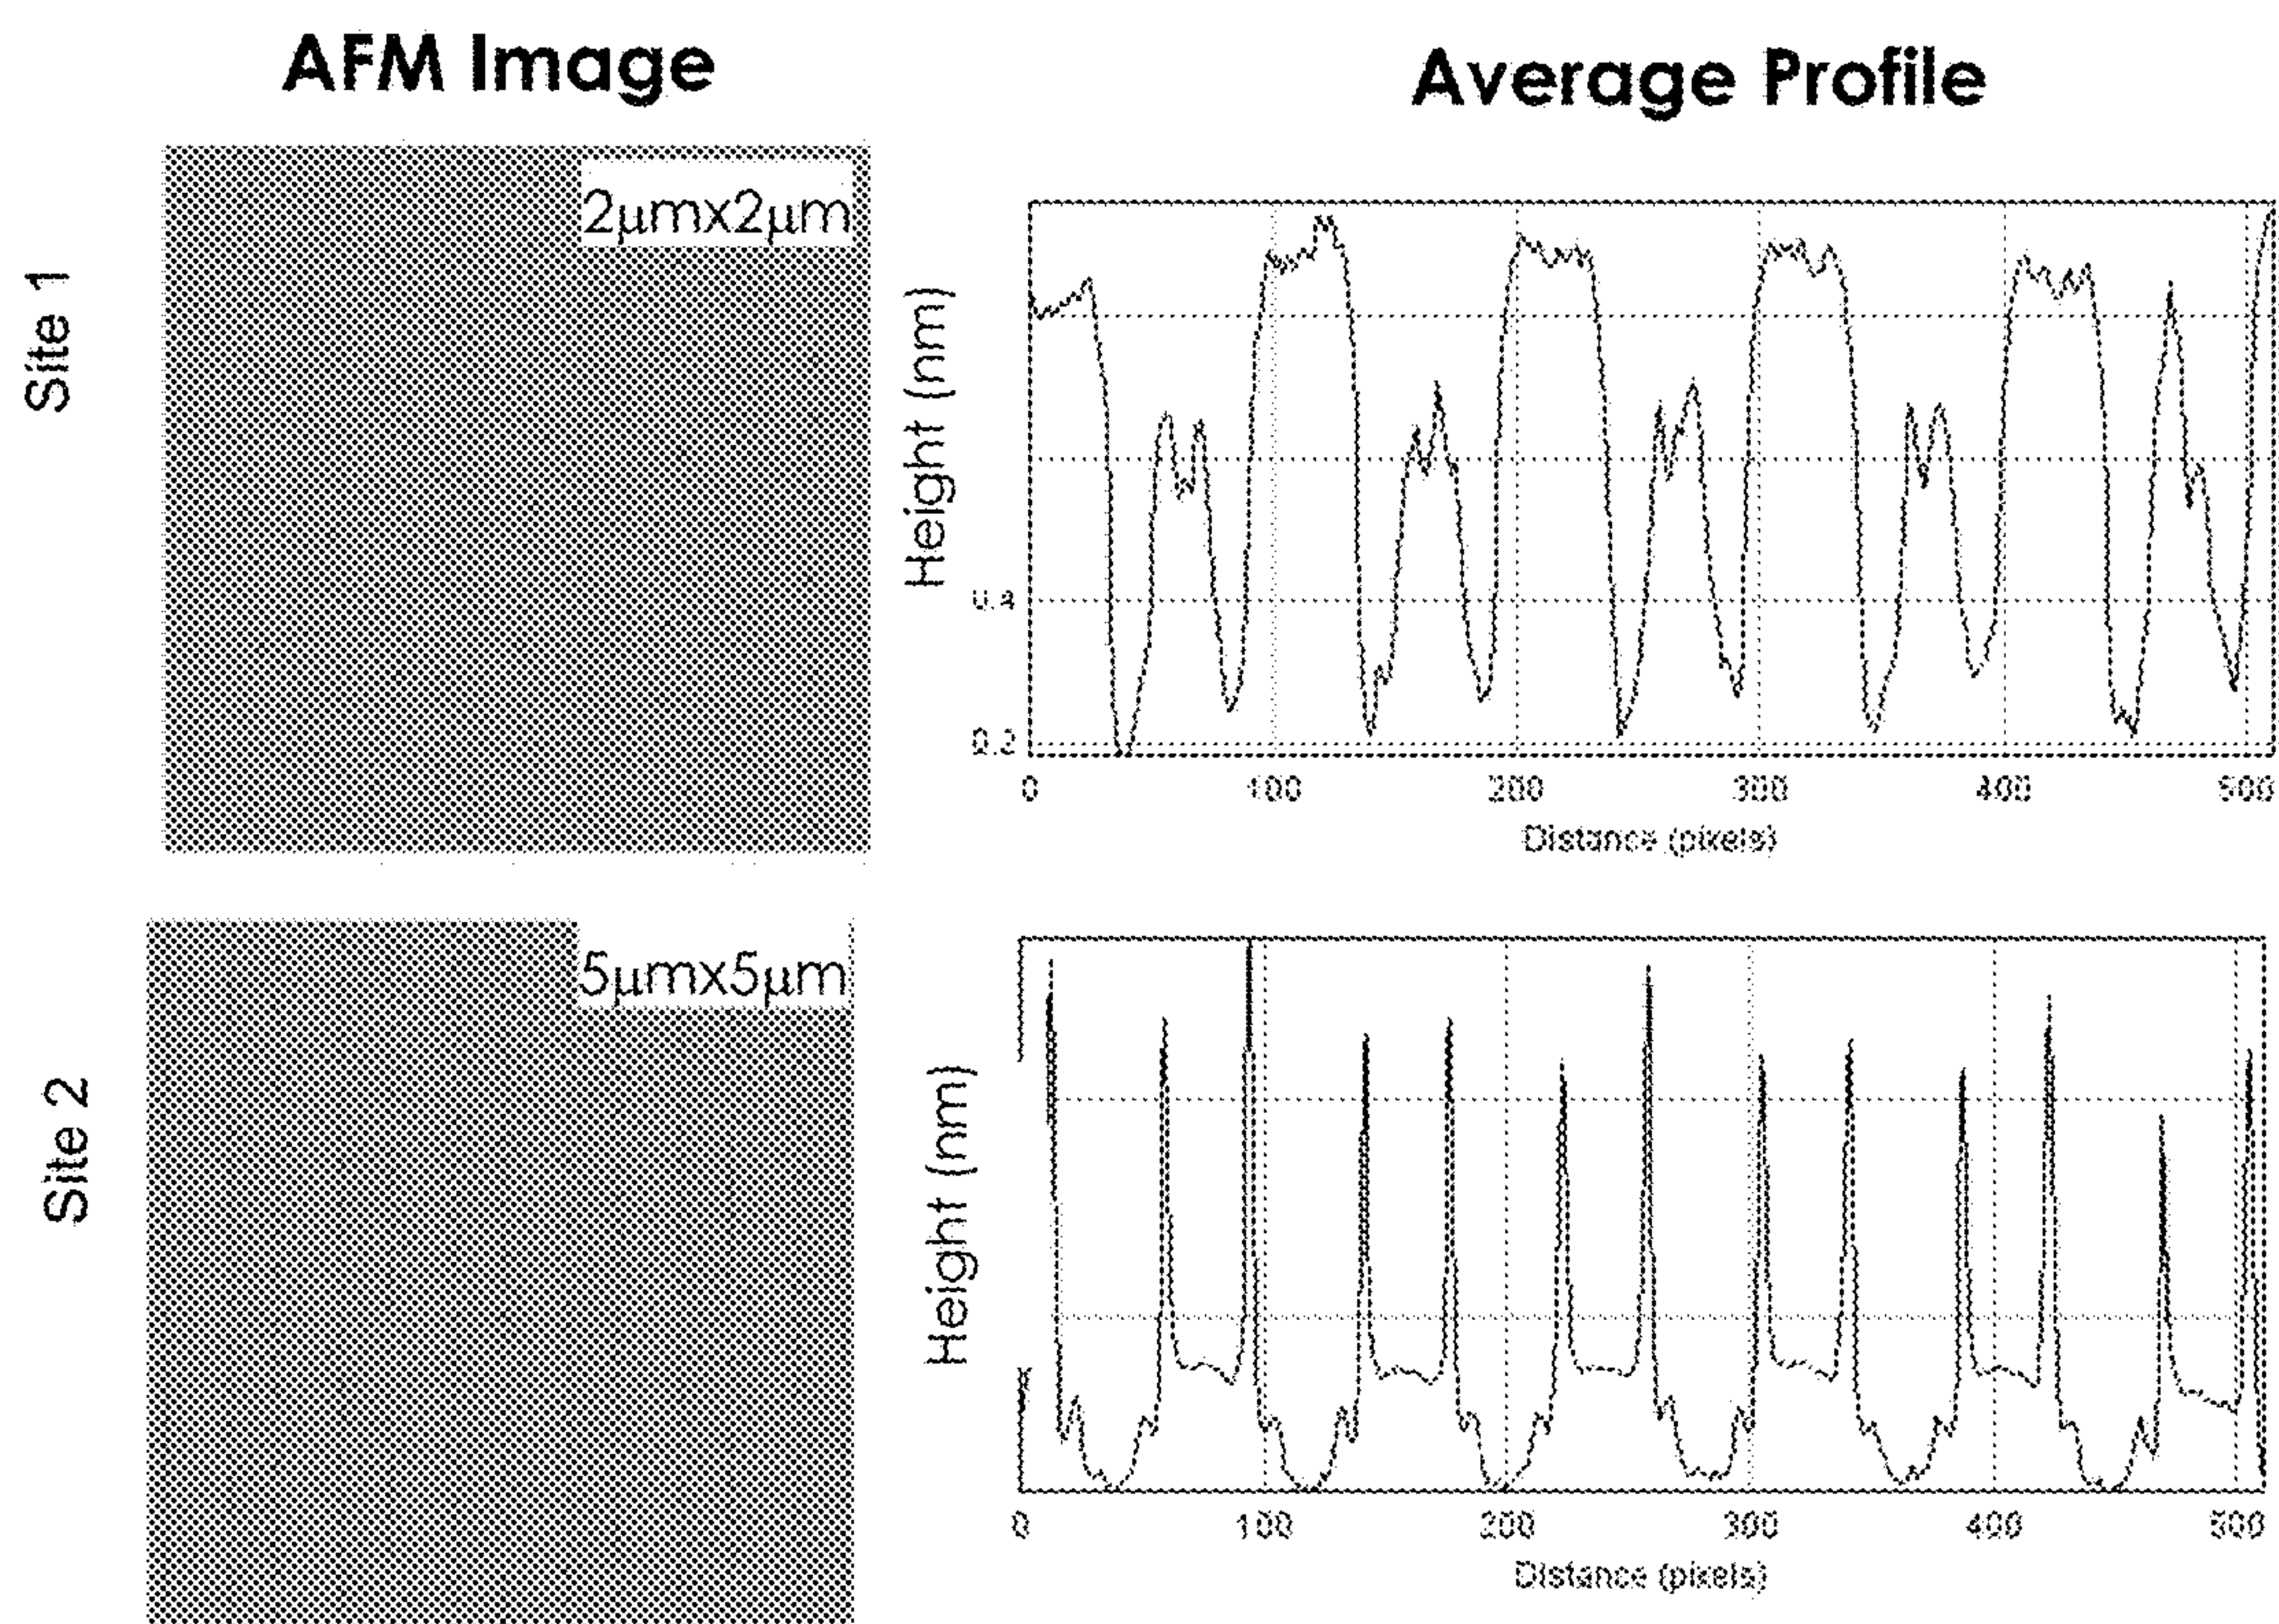 AFM Image
Average Profile
Site 1
2μmx2μm
Height (nm)
0.4
0.2
0 100 200 300 400 500
Distance (pixels)
Site 2
5μmx5μm
Height (nm)
0 100 200 300 400 500
Distance (pixels)